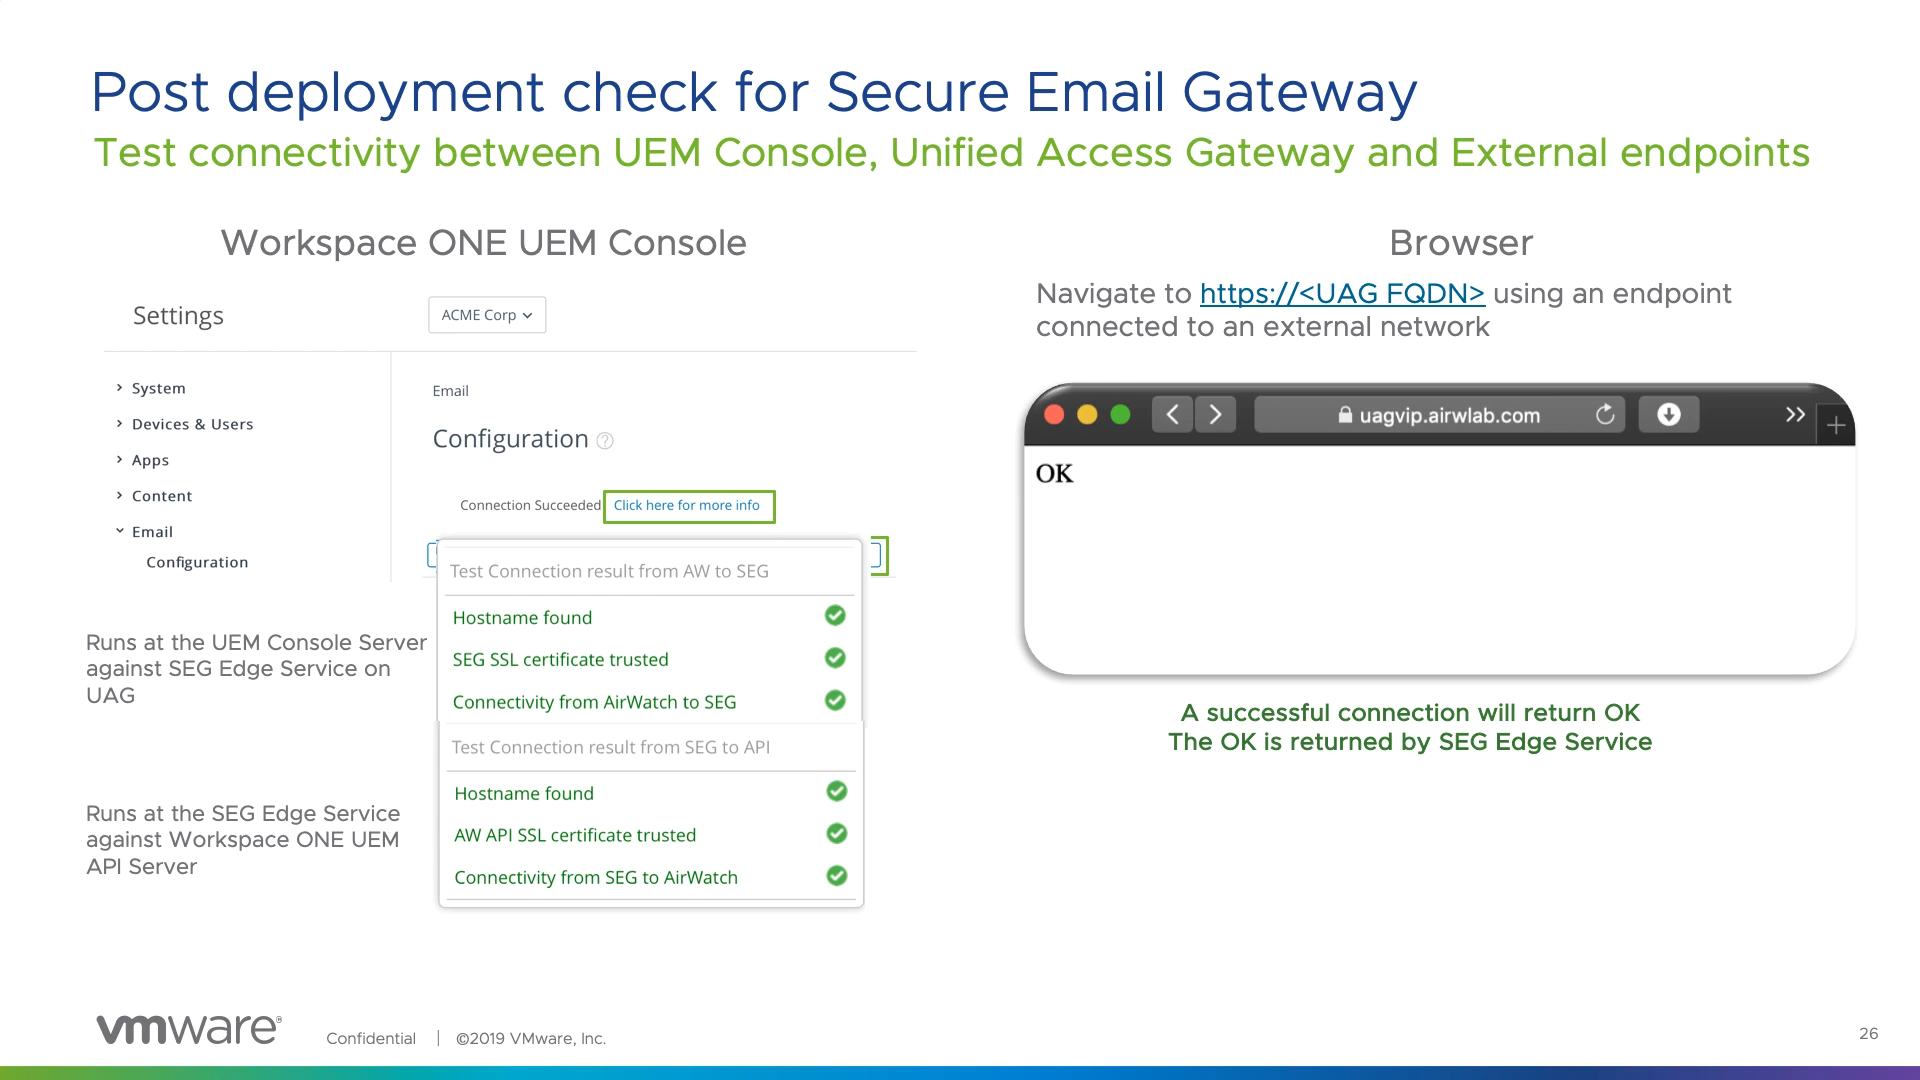 Post deployment check for Secure Email Gateway
Test connectivity between UEM Console, Unified Access Gateway and External endpoints
Workspace ONE UEM Console
Settings
ACME Corp
System
Devices & Users
Apps
Content
Email
Configuration
Email
Configuration ?
Connection Succeeded Click here for more info
Test Connection result from AW to SEG
Hostname found
SEG SSL certificate trusted
Connectivity from AirWatch to SEG
Test Connection result from SEG to API
Hostname found
AW API SSL certificate trusted
Connectivity from SEG to AirWatch
Runs at the UEM Console Server
against SEG Edge Service on
UAG
Runs at the SEG Edge Service
against Workspace ONE UEM
API Server
Browser
Navigate to https://<UAG FQDN> using an endpoint
connected to an external network
uagvip.airwlab.com
OK
A successful connection will return OK
The OK is returned by SEG Edge Service
vmware®
Confidential | ©2019 VMware, Inc.
26